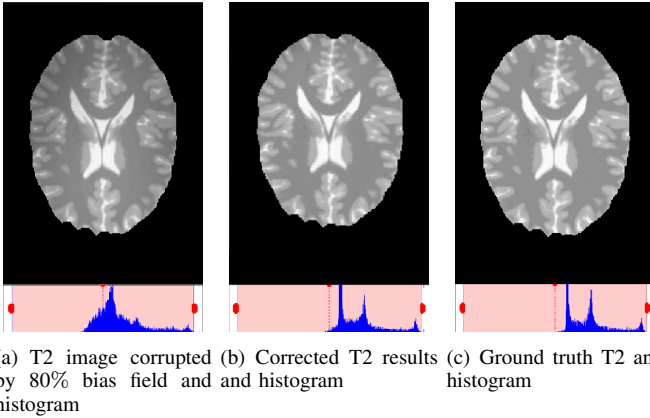 (a) T2 image corrupted
by 80% bias field and
histogram
(b) Corrected T2 results
and histogram
(c) Ground truth T2 an
histogram